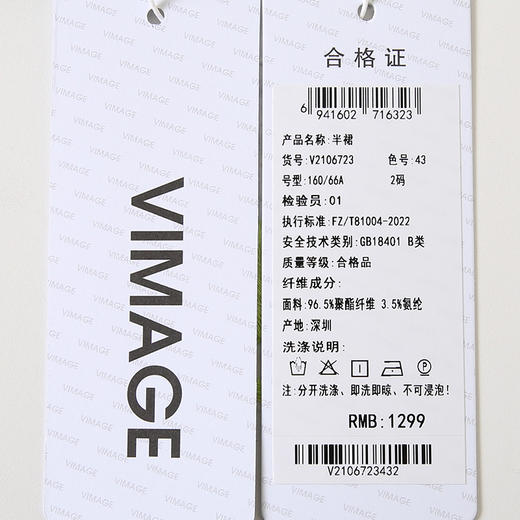 VIMAGE
合格证
6 941602 716323
产品名称:半裙
货号:V2106723 色号:43
号型:160/66A 2码
检验员:01
执行标准:FZ/T81004-2022
安全技术类别:GB18401 B类
质量等级:合格品
纤维成分:
面料:96.5%聚酯纤维 3.5%氨纶
产地:深圳
洗涤说明:
注:分开洗涤、即洗即晾、不可浸泡!
RMB:1299
V2106723432